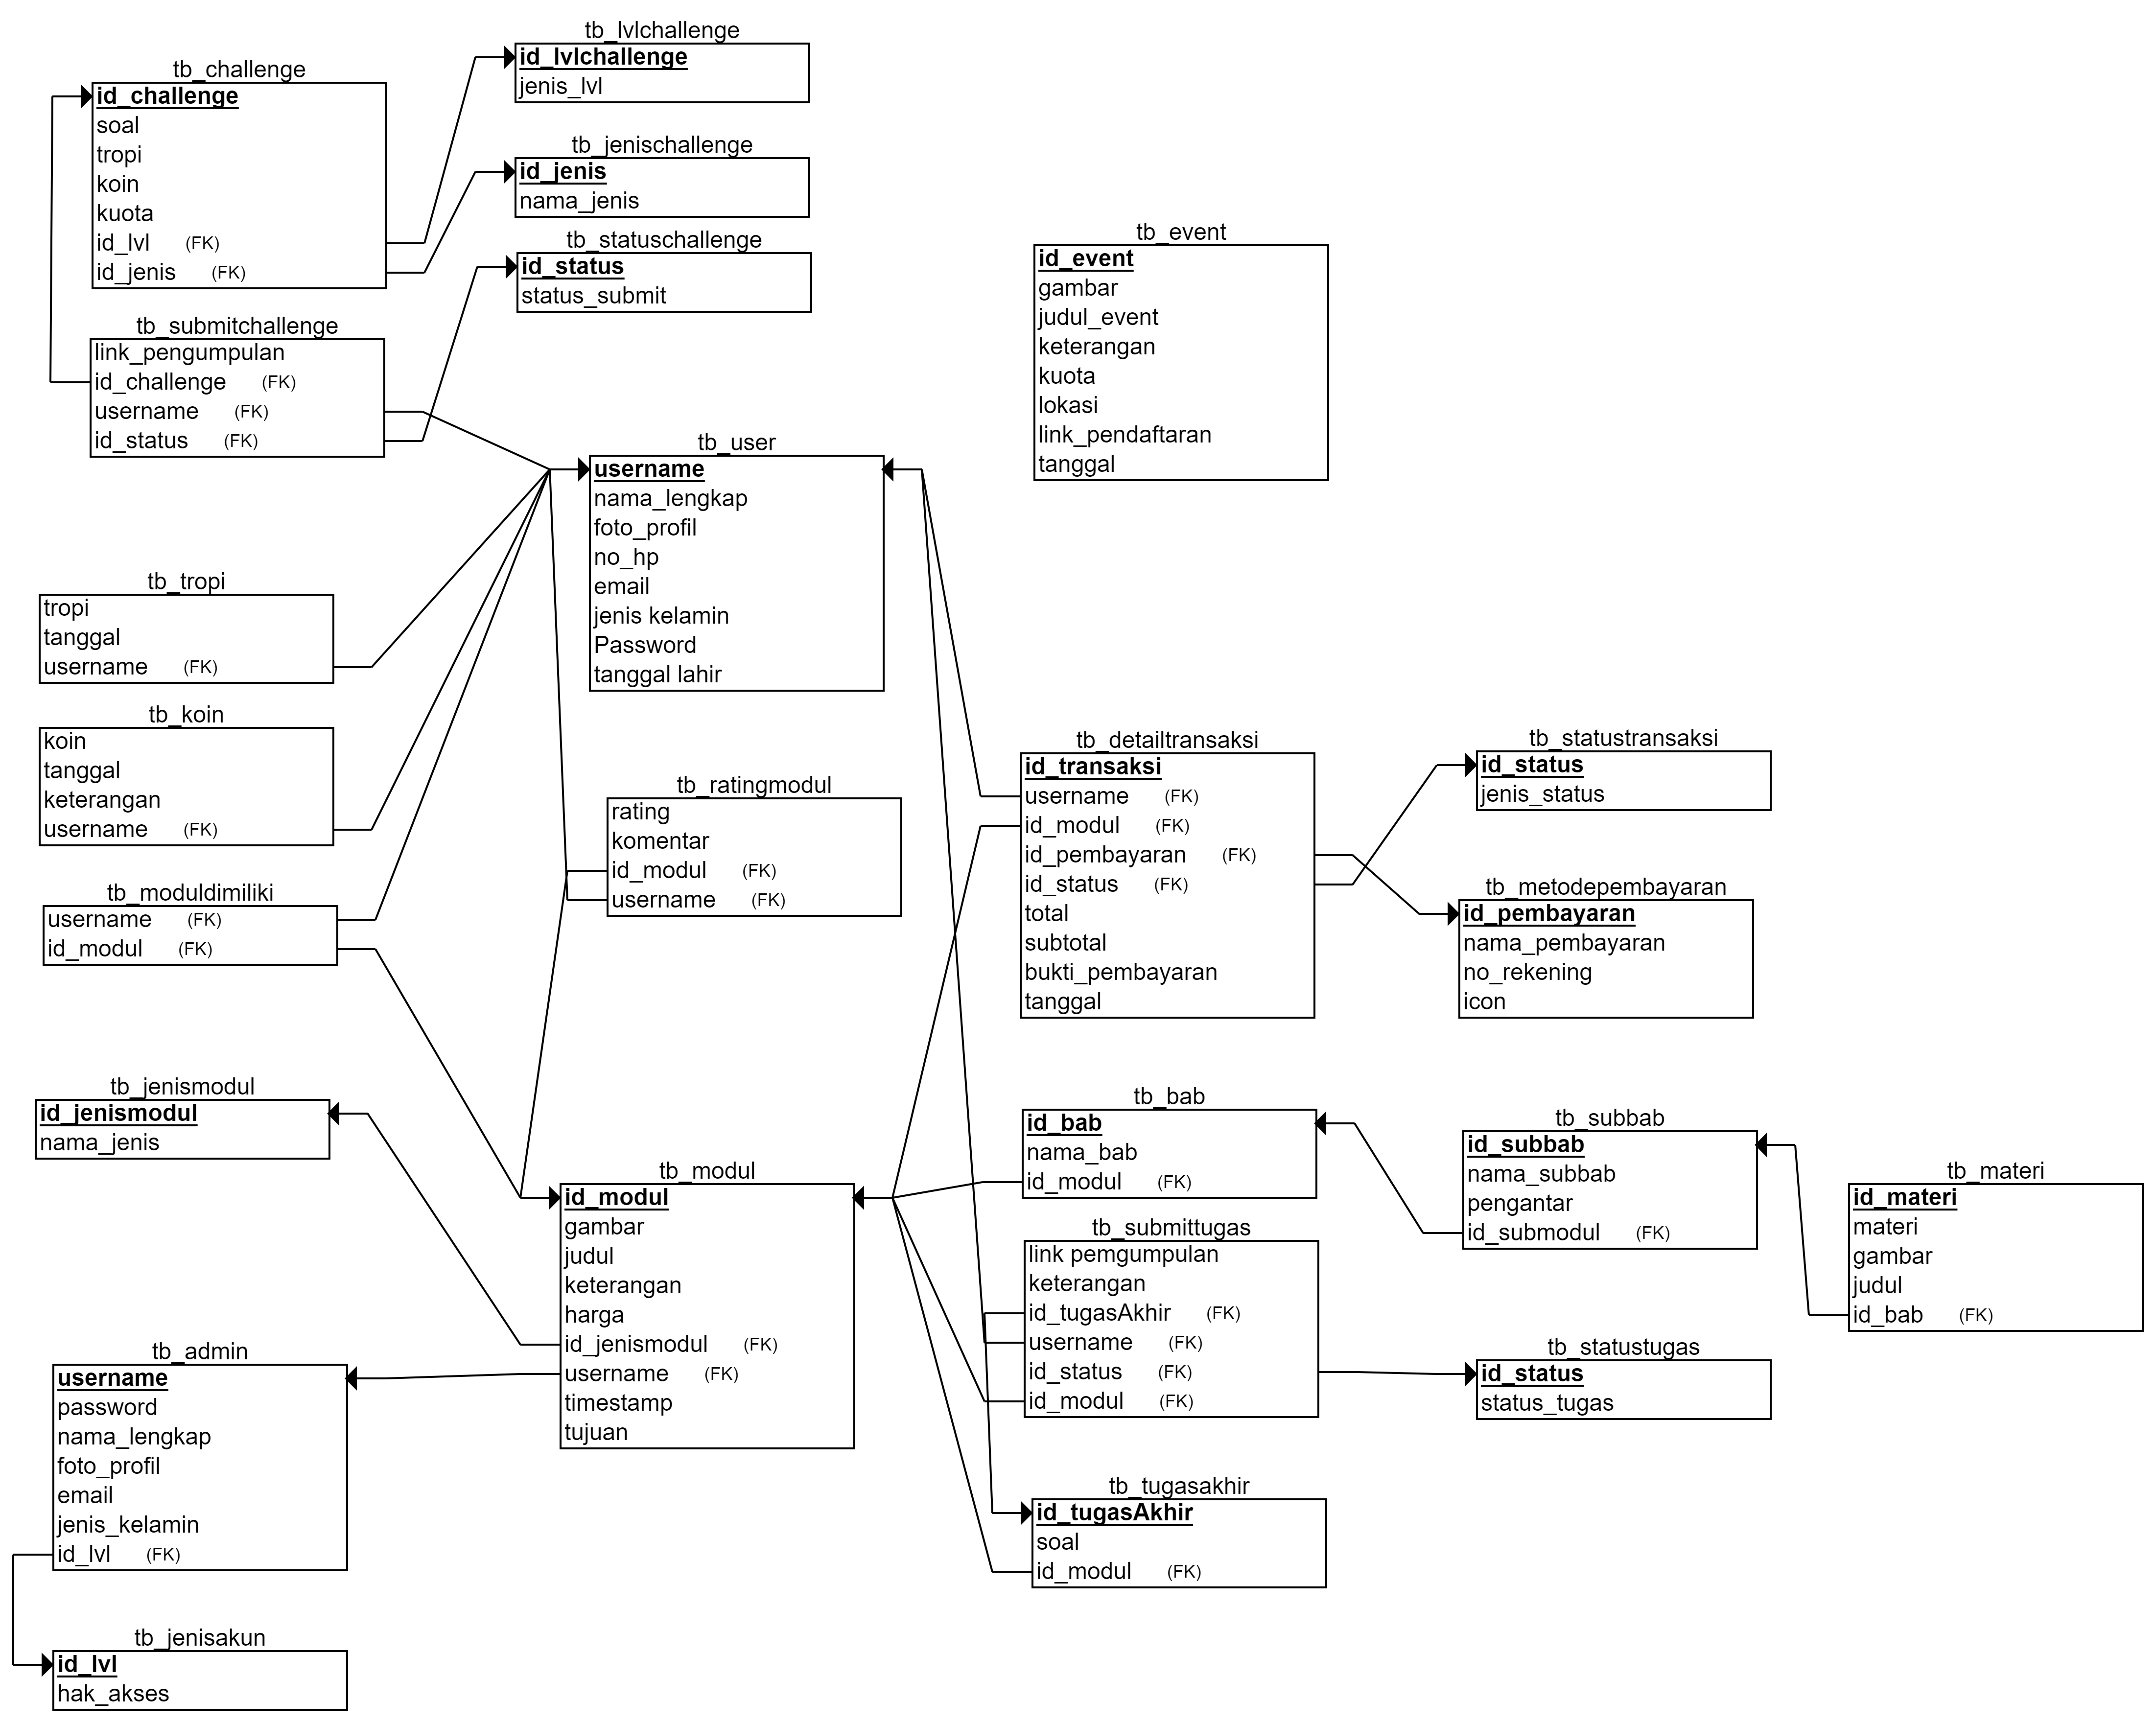 tb_lvlchallenge
id_lvlchallenge
jenis_lvl
tb_challenge
id_challenge
soal
tropi
koin
kuota
id_lvl (FK)
id_jenis (FK)
tb_jenischallenge
id_jenis
nama_jenis
tb_statuschallenge
id_status
status_submit
tb_event
id_event
gambar
judul_event
keterangan
kuota
lokasi
link_pendaftaran
tanggal
tb_submitchallenge
link_pengumpulan
id_challenge (FK)
username (FK)
id_status (FK)
tb_user
username
nama_lengkap
foto_profil
no_hp
email
jenis kelamin
Password
tanggal lahir
tb_tropi
tropi
tanggal
username (FK)
tb_koin
koin
tanggal
keterangan
username (FK)
tb_ratingmodul
rating
komentar
id_modul (FK)
username (FK)
tb_detailtransaksi
id_transaksi
username (FK)
id_modul (FK)
id_pembayaran (FK)
id_status (FK)
total
subtotal
bukti_pembayaran
tanggal
tb_statustransaksi
id_status
jenis_status
tb_metodepembayaran
id_pembayaran
nama_pembayaran
no_rekening
icon
tb_moduldimiliki
username (FK)
id_modul (FK)
tb_jenismodul
id_jenismodul
nama_jenis
tb_modul
id_modul
gambar
judul
keterangan
harga
id_jenismodul (FK)
username (FK)
timestamp
tujuan
tb_bab
id_bab
nama_bab
id_modul (FK)
tb_subbab
id_subbab
nama_subbab
pengantar
id_submodul (FK)
tb_materi
id_materi
materi
gambar
judul
id_bab (FK)
tb_submittugas
link pemgumpulan
keterangan
id_tugasAkhir (FK)
username (FK)
id_status (FK)
id_modul (FK)
tb_statustugas
id_status
status_tugas
tb_admin
username
password
nama_lengkap
foto_profil
email
jenis_kelamin
id_lvl (FK)
tb_tugasakhir
id_tugasAkhir
soal
id_modul (FK)
tb_jenisakun
id_lvl
hak_akses